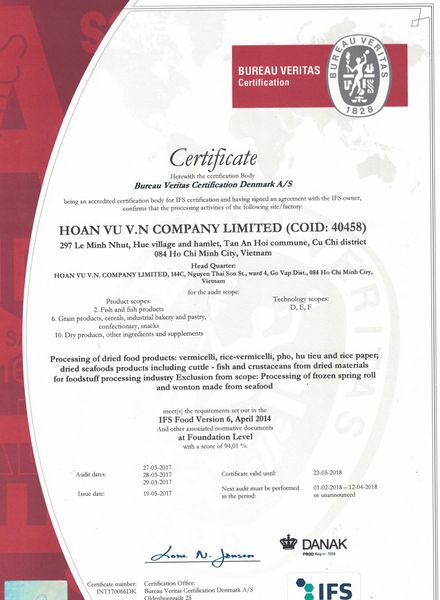 BUREAU VERITAS
Certification
BUREAU VERITAS
1828
Certificate
Herewith the certification Body
Bureau Veritas Certification Denmark A/S
being an accredited certification body for IFS certification and having signed an agreement with the IFS owner,
confirms that the processing activities of the following site/factory:
HOAN VU V.N COMPANY LIMITED (COID: 40458)
297 Le Minh Nhut, Hue village and hamlet, Tan An Hoi commune, Cu Chi district
084 Ho Chi Minh City, Vietnam
Head Quarter:
HOAN VU V.N. COMPANY LIMITED, 144C, Nguyen Thai Son St., ward 4, Go Vap Dist., 084 Ho Chi Minh City,
Vietnam
for the audit scope:
Product scopes:
2. Fish and fish products
6. Grain products, cereals, industrial bakery and pastry,
confectionary, snacks
10. Dry products, other ingredients and supplements
Technology scopes:
D, E, F
Processing of dried food products: vermicelli, rice-vermicelli, pho, hu tieu and rice paper;
dried seafoods products including cuttle - fish and crustaceans from dried materials
for foodstuff processing industry Exclusion from scope: Processing of frozen spring roll
and wonton made from seafood
meet(s) the requirements set out in the
IFS Food Version 6, April 2014
And other associated normative documents
at Foundation Level
with a score of 94,01 %.
Audit dates:
27-03-2017
28-03-2017
29-03-2017
Certificate valid until:
23-05-2018
Issue date:
19-05-2017
Next audit must be performed
in the period:
01-02-2018 – 12-04-2018
or unannounced
Lone N. Jensen
DANAK
PROD Reg.nr. 7003
Certificate number:
INT170066DK
Certification Office:
Bureau Veritas Certification Denmark A/S
Oldenborggade 25
IFS